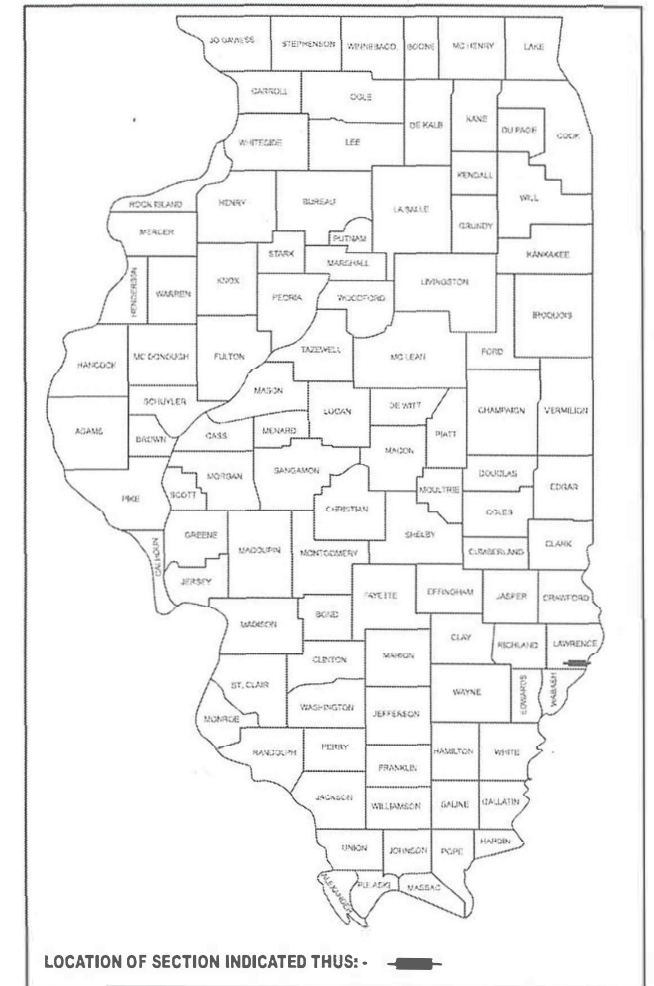 JO DAVIESS STEPHENSON WINNEBAGO BOONE MC HENRY LAKE
CARROLL OGLE DE KALB KANE DU PAGE COOK
WHITESIDE LEE KENDALL WILL
ROCK ISLAND HENRY BUREAU LA SALLE GRUNDY
MERCER PUTNAM
STARK MARSHALL KANKAKEE
HENDERSON WARREN KNOX PEORIA WOODFORD LIVINGSTON
IROQUOIS
HANCOCK MC DONOUGH FULTON TAZEWELL MC LEAN FORD
MASON
SCHUYLER LOGAN DE WITT CHAMPAIGN VERMILION
ADAMS BROWN CASS MENARD MACON PIATT
PIKE SCOTT MORGAN SANGAMON MOULTRIE DOUGLAS EDGAR
CHRISTIAN COLES
CALHOUN GREENE MACOUPIN MONTGOMERY SHELBY CUMBERLAND CLARK
JERSEY FAYETTE EFFINGHAM JASPER CRAWFORD
MADISON BOND
CLINTON MARION CLAY RICHLAND LAWRENCE
ST. CLAIR WAYNE EDWARDS WABASH
MONROE WASHINGTON JEFFERSON
RANDOLPH PERRY HAMILTON WHITE
FRANKLIN
JACKSON WILLIAMSON SALINE GALLATIN
UNION JOHNSON POPE HARDIN
ALEXANDER PULASKI MASSAC
LOCATION OF SECTION INDICATED THUS: -